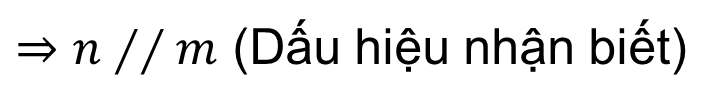 ⇒ 𝑛 // 𝑚 (Dấu hiệu nhận biết)